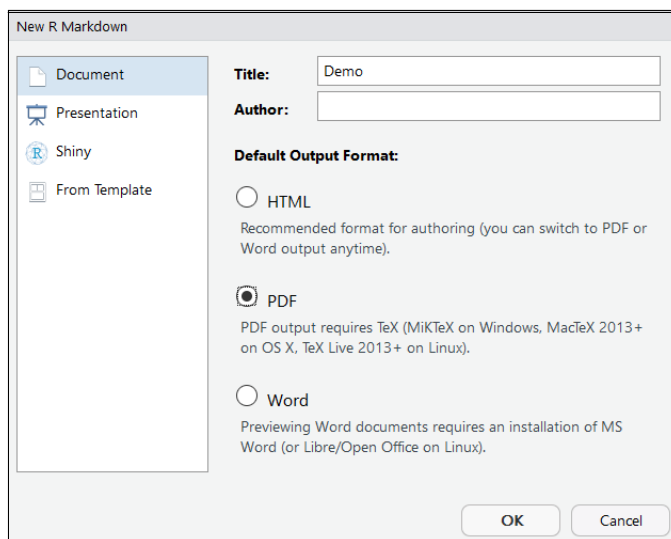 New R Markdown
Document
Presentation
R Shiny
From Template
Title: Demo
Author:
Default Output Format:
HTML
Recommended format for authoring (you can switch to PDF or
Word output anytime).
PDF
PDF output requires TeX (MiKTeX on Windows, MacTeX 2013+
on OS X, TeX Live 2013+ on Linux).
Word
Previewing Word documents requires an installation of MS
Word (or Libre/Open Office on Linux).
OK Cancel